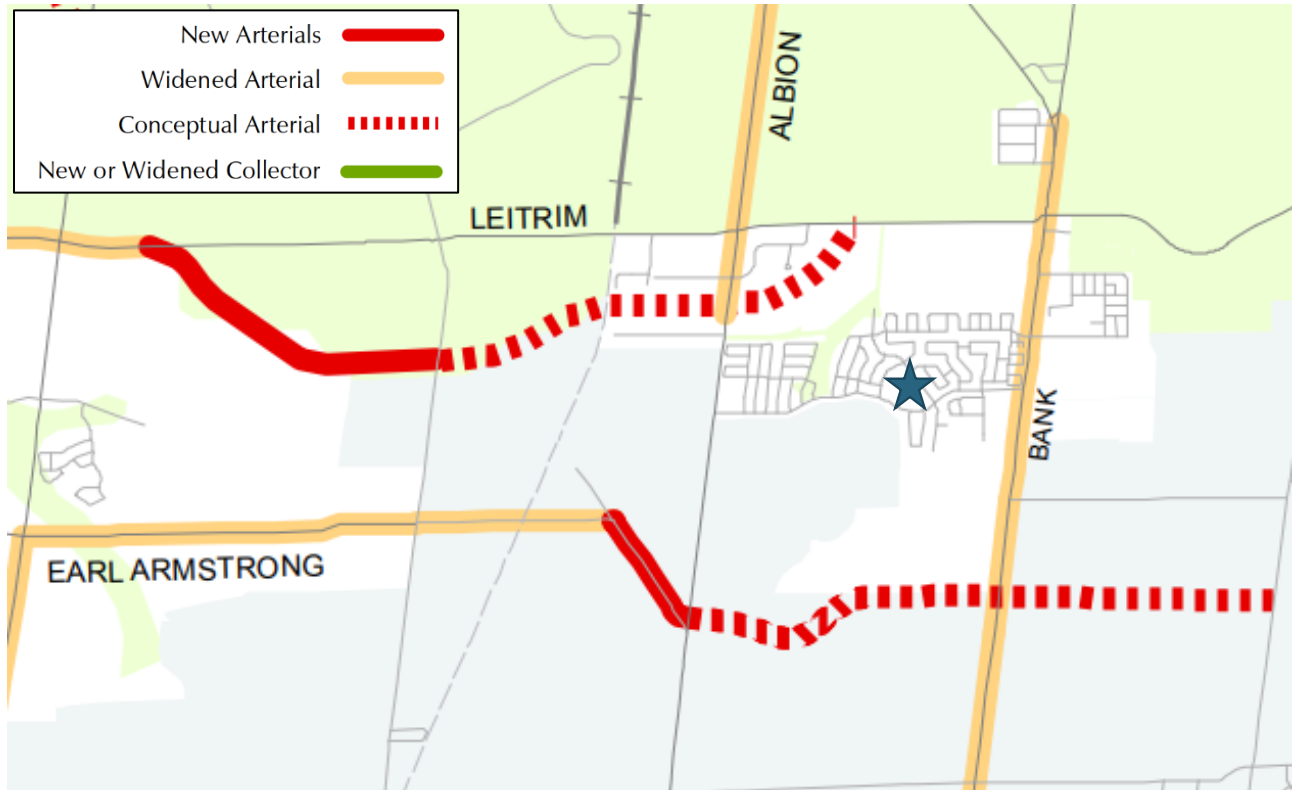 New Arterials
Widened Arterial
Conceptual Arterial
New or Widened Collector
ALBION
LEITRIM
BANK
EARL ARMSTRONG